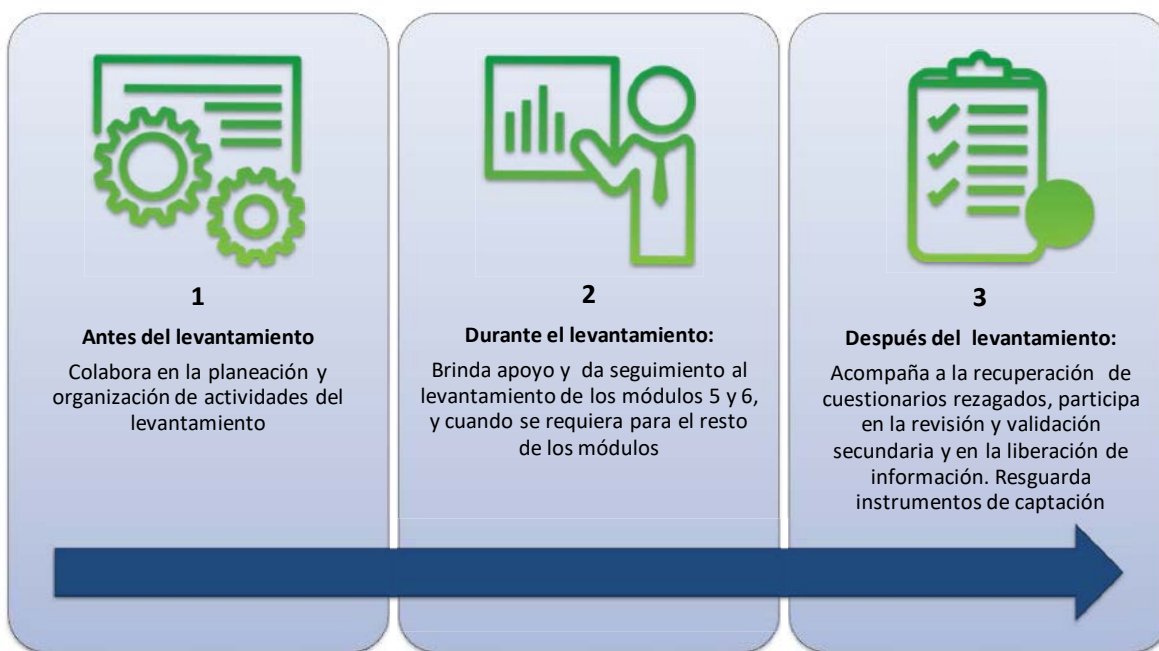 1
Antes del levantamiento
Colabora en la planeación y
organización de actividades del
levantamiento
2
Durante el levantamiento:
Brinda apoyo y da seguimiento al
levantamiento de los módulos 5 y 6,
y cuando se requiera para el resto
de los módulos
3
Después del levantamiento:
Acompaña a la recuperación de
cuestionarios rezagados, participa
en la revisión y validación
secundaria y en la liberación de
información. Resguarda
instrumentos de captación